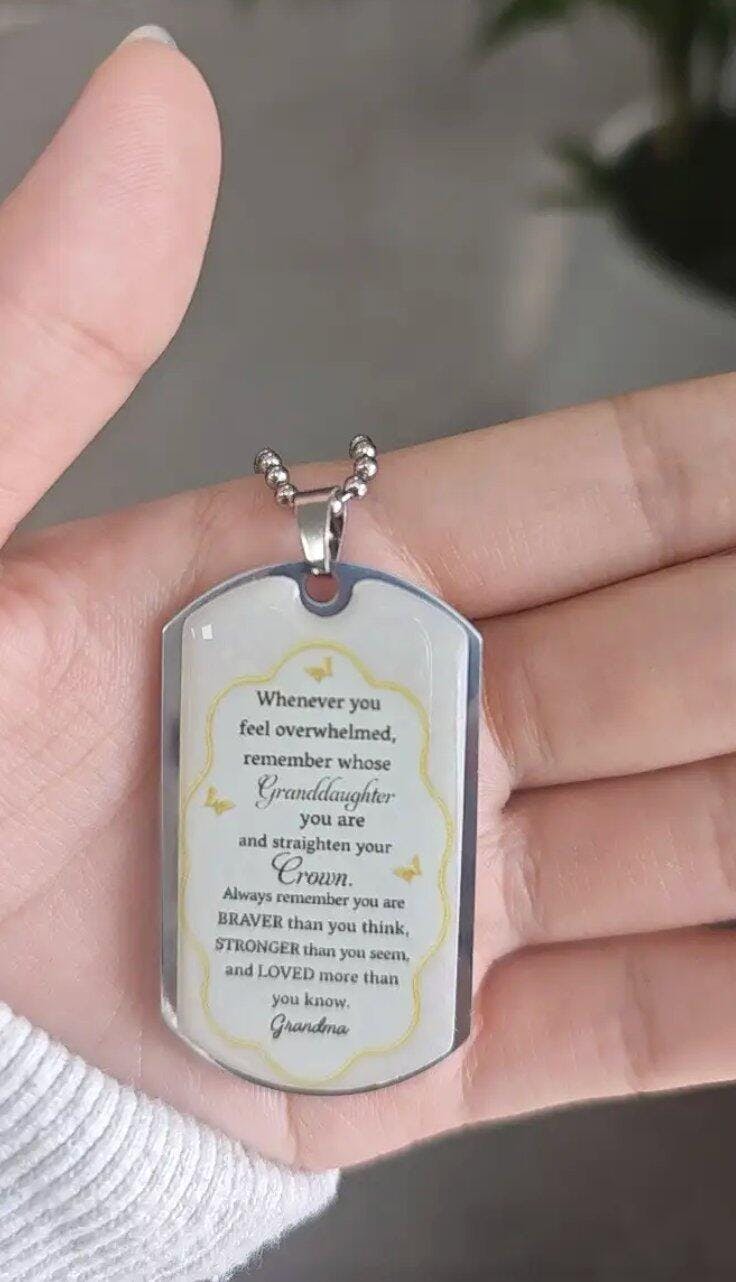 Whenever you
feel overwhelmed,
remember whose
Granddaughter
you are
and straighten your
Crown.
Always remember you are
BRAVER than you think,
STRONGER than you seem,
and LOVED more than
you know.
Grandma